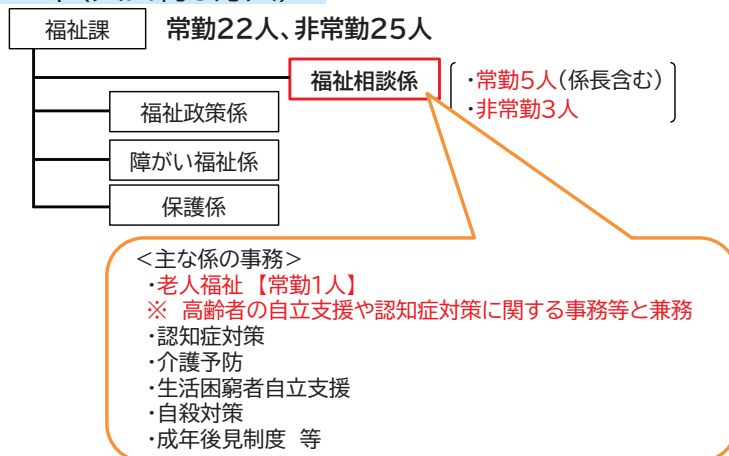 福祉課
常勤22人、非常勤25人
福祉相談係
・常勤5人(係長含む)
・非常勤3人
福祉政策係
障がい福祉係
保護係
＜主な係の事務＞
・老人福祉 【常勤1人】
※ 高齢者の自立支援や認知症対策に関する事務等と兼務
・認知症対策
・介護予防
・生活困窮者自立支援
・自殺対策
・成年後見制度 等